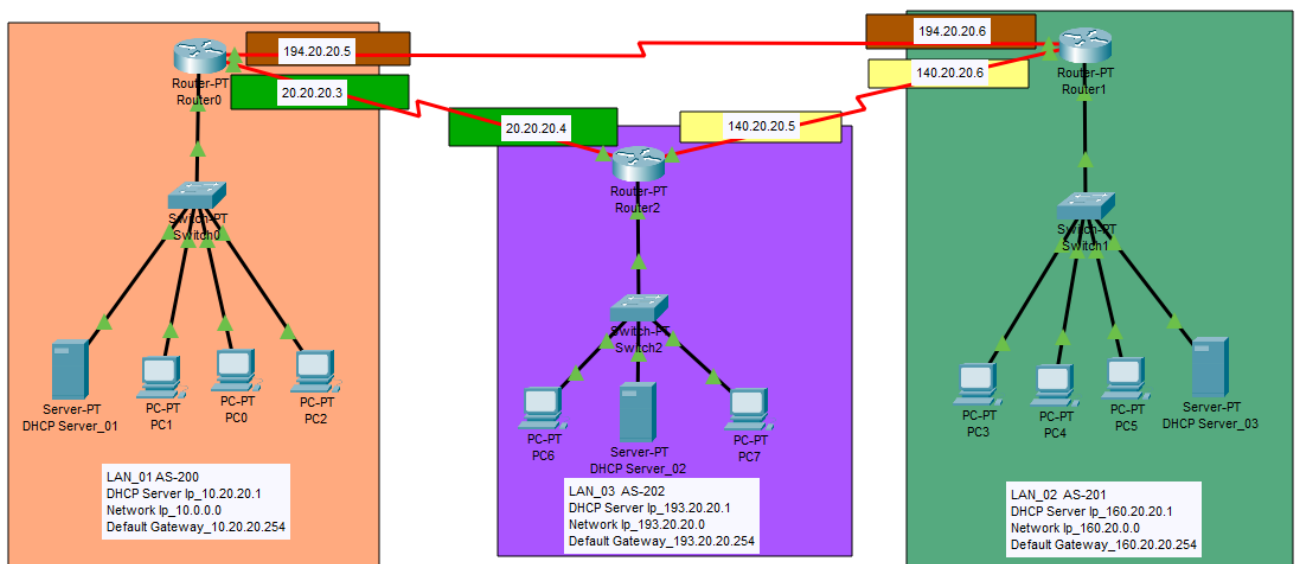 194.20.20.5
194.20.20.6
Router-PT
Router0
Router-PT
Router1
20.20.20.3
140.20.20.6
20.20.20.4
140.20.20.5
Router-PT
Router2
Switch-PT
Switch0
Switch-PT
Switch1
Switch-PT
Switch2
Server-PT
DHCP Server_01
PC-PT
PC1
PC-PT
PC0
PC-PT
PC2
PC-PT
PC6
Server-PT
DHCP Server_02
PC-PT
PC7
PC-PT
PC3
PC-PT
PC4
PC-PT
PC5
Server-PT
DHCP Server_03
LAN_01 AS-200
DHCP Server Ip_10.20.20.1
Network Ip_10.0.0.0
Default Gateway_10.20.20.254
LAN_03 AS-202
DHCP Server Ip_193.20.20.1
Network Ip_193.20.20.0
Default Gateway_193.20.20.254
LAN_02 AS-201
DHCP Server Ip_160.20.20.1
Network Ip_160.20.0.0
Default Gateway_160.20.20.254